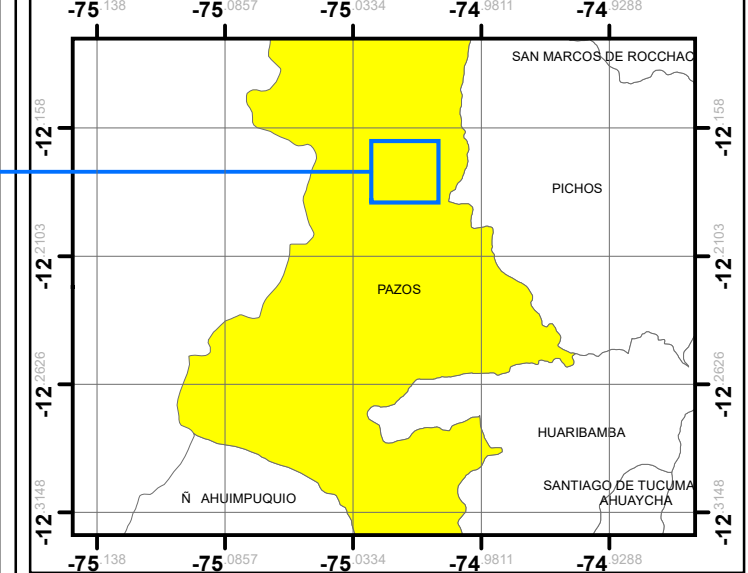 -75.138 -75.0857 -75.0334 -74.9811 -74.9288
SAN MARCOS DE ROCCHAC
-12.158 -12.158
PICHOS
-12.2103 -12.2103
PAZOS
-12.2626 -12.2626
HUARIBAMBA
SANTIAGO DE TUCUMA
Ñ AHUIMPUQUIO AHUAYCHA
-12.3148 -12.3148
-75.138 -75.0857 -75.0334 -74.9811 -74.9288